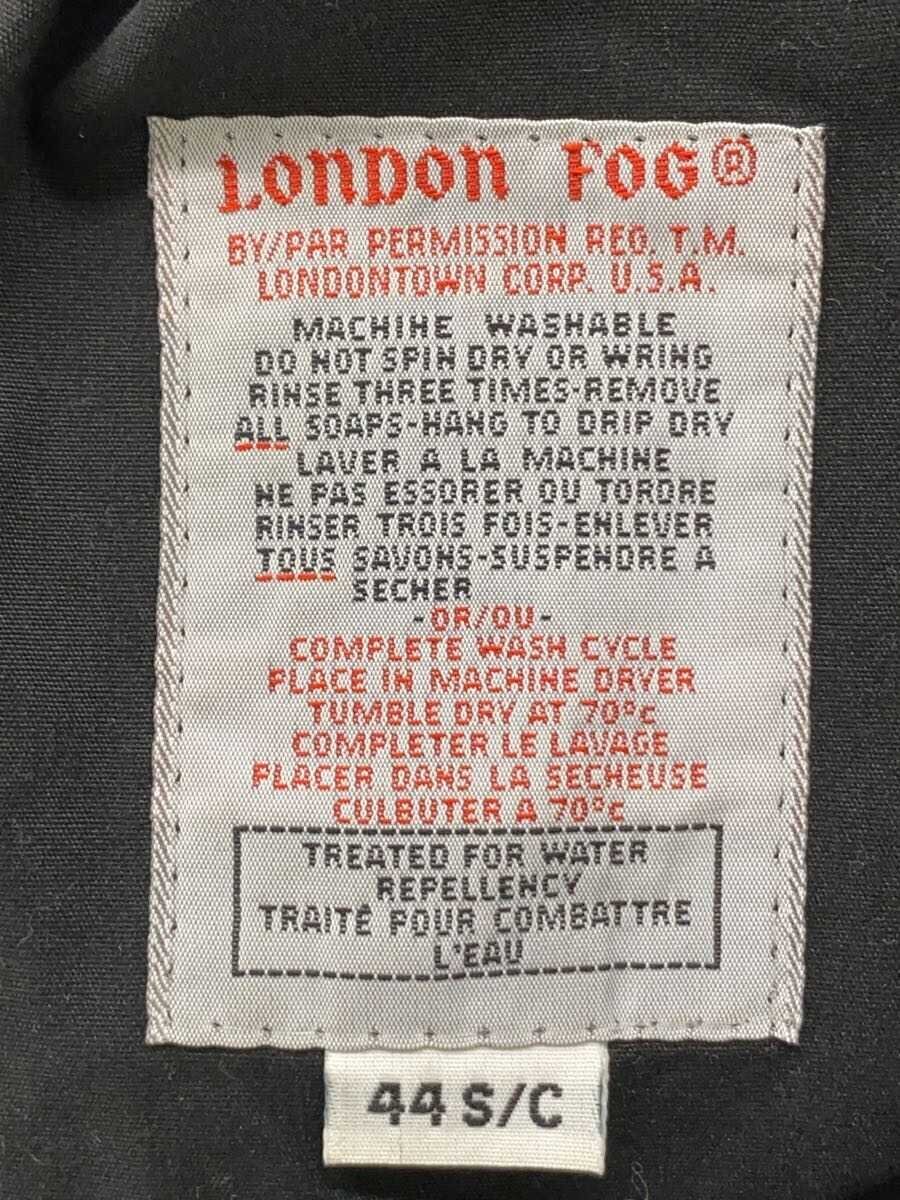 LONDON FOG®
BY/PAR PERMISSION REG. T.M.
LONDONTOWN CORP. U.S.A.
MACHINE WASHABLE
DO NOT SPIN DRY OR WRING
RINSE THREE TIMES-REMOVE
ALL SOAPS-HANG TO DRIP DRY
LAVER A LA MACHINE
NE PAS ESSORER OU TORDRE
RINSER TROIS FOIS-ENLEVER
TOUS SAVONS-SUSPENDRE A
SECHER
-OR/OU-
COMPLETE WASH CYCLE
PLACE IN MACHINE DRYER
TUMBLE DRY AT 70°c
COMPLETER LE LAVAGE
PLACER DANS LA SECHEUSE
CULBUTER A 70°c
TREATED FOR WATER
REPELLENCY
TRAITÉ POUR COMBATTRE
L'EAU
44 S/C